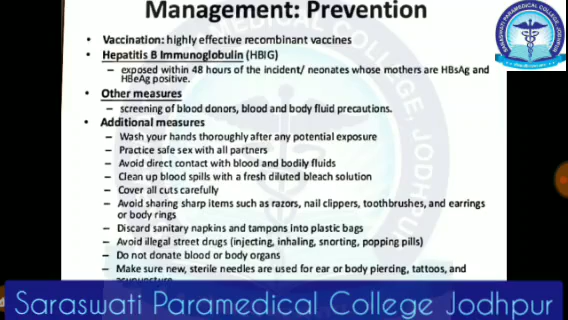 Management: Prevention
• Vaccination: highly effective recombinant vaccines
• Hepatitis B Immunoglobulin (HBIG)
– exposed within 48 hours of the incident/ neonates whose mothers are HBsAg and
HBeAg positive.
• Other measures
– screening of blood donors, blood and body fluid precautions.
• Additional measures
– Wash your hands thoroughly after any potential exposure
– Practice safe sex with all partners
– Avoid direct contact with blood and bodily fluids
– Clean up blood spills with a fresh diluted bleach solution
– Cover all cuts carefully
– Avoid sharing sharp items such as razors, nail clippers, toothbrushes, and earrings
or body rings
– Discard sanitary napkins and tampons into plastic bags
– Avoid illegal street drugs (injecting, inhaling, snorting, popping pills)
– Do not donate blood or body organs
– Make sure new, sterile needles are used for ear or body piercing, tattoos, and
acupuncture
Saraswati Paramedical College Jodhpur